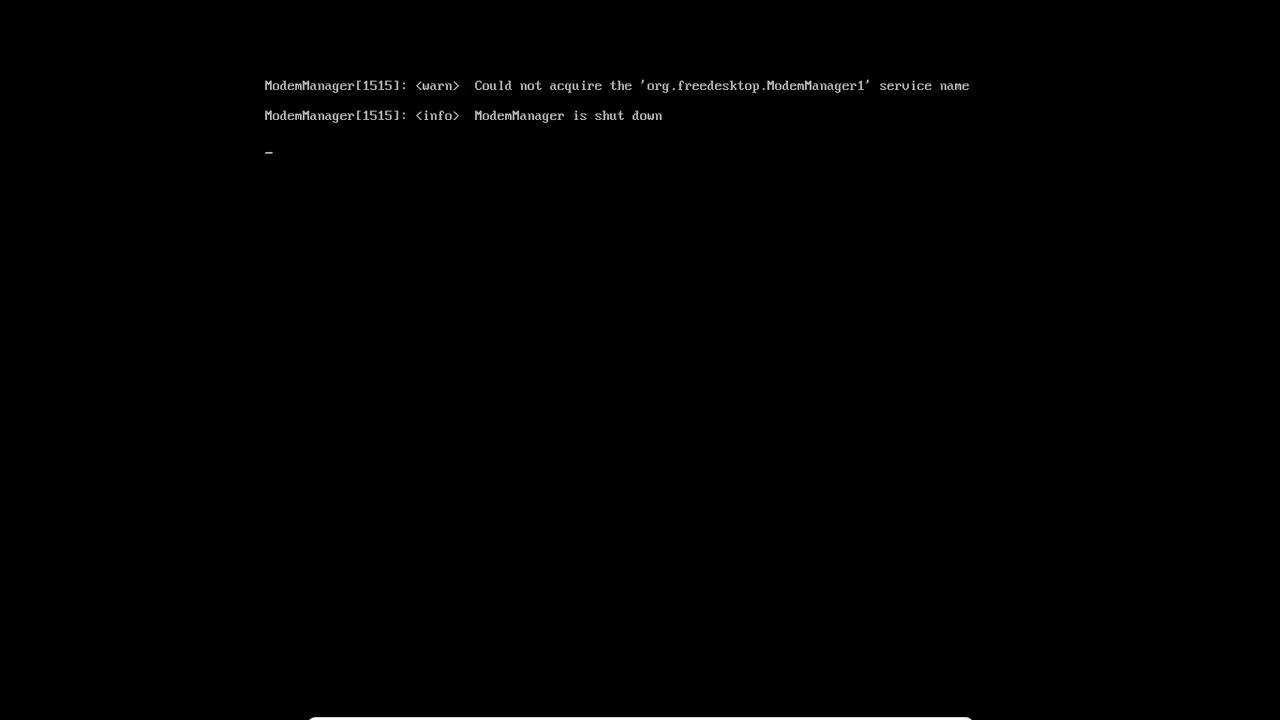 ModemManager[1515]: <warn>  Could not acquire the 'org.freedesktop.ModemManager1' service name
ModemManager[1515]: <info>  ModemManager is shut down